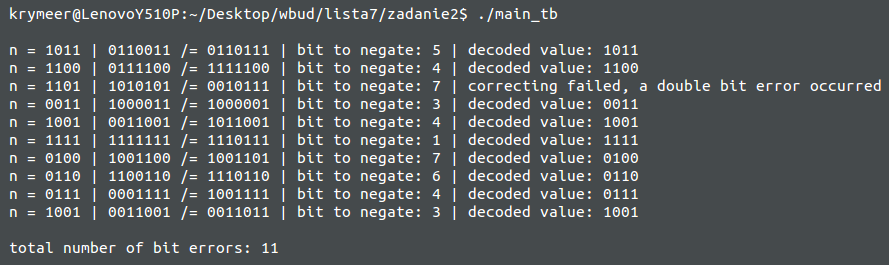 krymeer@LenovoY510P:~/Desktop/wbud/lista7/zadanie2$ ./main_tb
n = 1011 | 0110011 /= 0110111 | bit to negate: 5 | decoded value: 1011
n = 1100 | 0111100 /= 1111100 | bit to negate: 4 | decoded value: 1100
n = 1101 | 1010101 /= 0010111 | bit to negate: 7 | correcting failed, a double bit error occurred
n = 0011 | 1000011 /= 1000001 | bit to negate: 3 | decoded value: 0011
n = 1001 | 0011001 /= 1011001 | bit to negate: 4 | decoded value: 1001
n = 1111 | 1111111 /= 1110111 | bit to negate: 1 | decoded value: 1111
n = 0100 | 1001100 /= 1001101 | bit to negate: 7 | decoded value: 0100
n = 0110 | 1100110 /= 1110110 | bit to negate: 6 | decoded value: 0110
n = 0111 | 0001111 /= 1001111 | bit to negate: 4 | decoded value: 0111
n = 1001 | 0011001 /= 0011011 | bit to negate: 3 | decoded value: 1001
total number of bit errors: 11